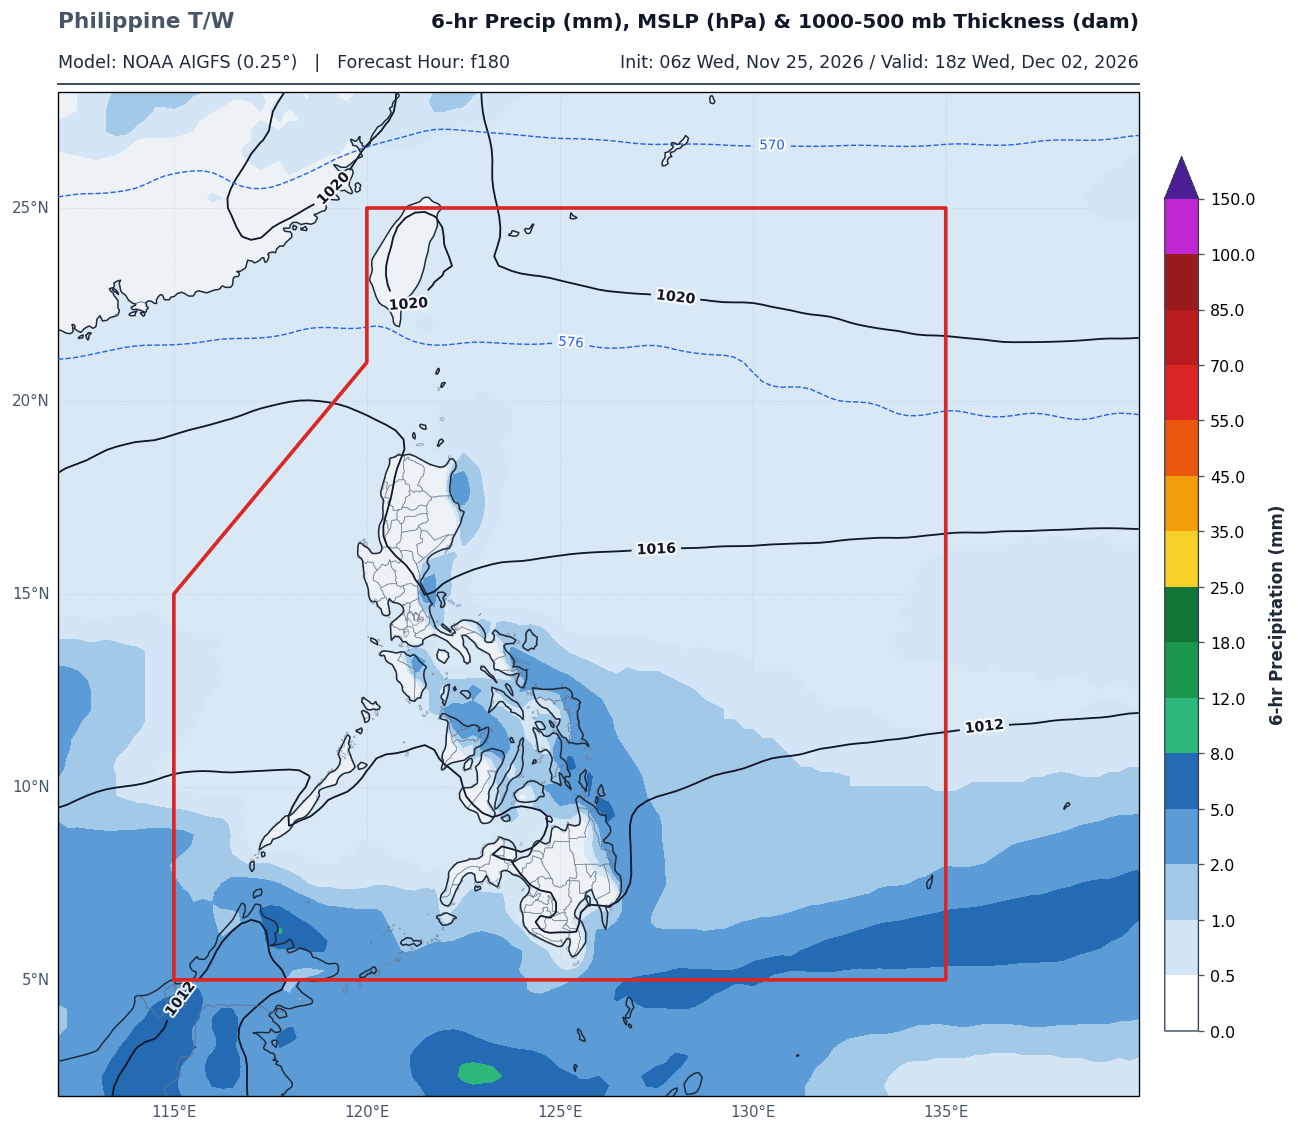 Philippine T/W
6-hr Precip (mm), MSLP (hPa) & 1000-500 mb Thickness (dam)
Model: NOAA AIGFS (0.25°) | Forecast Hour: f180
Init: 06z Wed, Nov 25, 2026 / Valid: 18z Wed, Dec 02, 2026
570
1020
25°N
1020
1020
576
20°N
1016
15°N
1012
10°N
5°N
1012
115°E
120°E
125°E
130°E
135°E
150.0
100.0
85.0
70.0
55.0
45.0
35.0
25.0
18.0
12.0
8.0
5.0
2.0
1.0
0.5
0.0
6-hr Precipitation (mm)